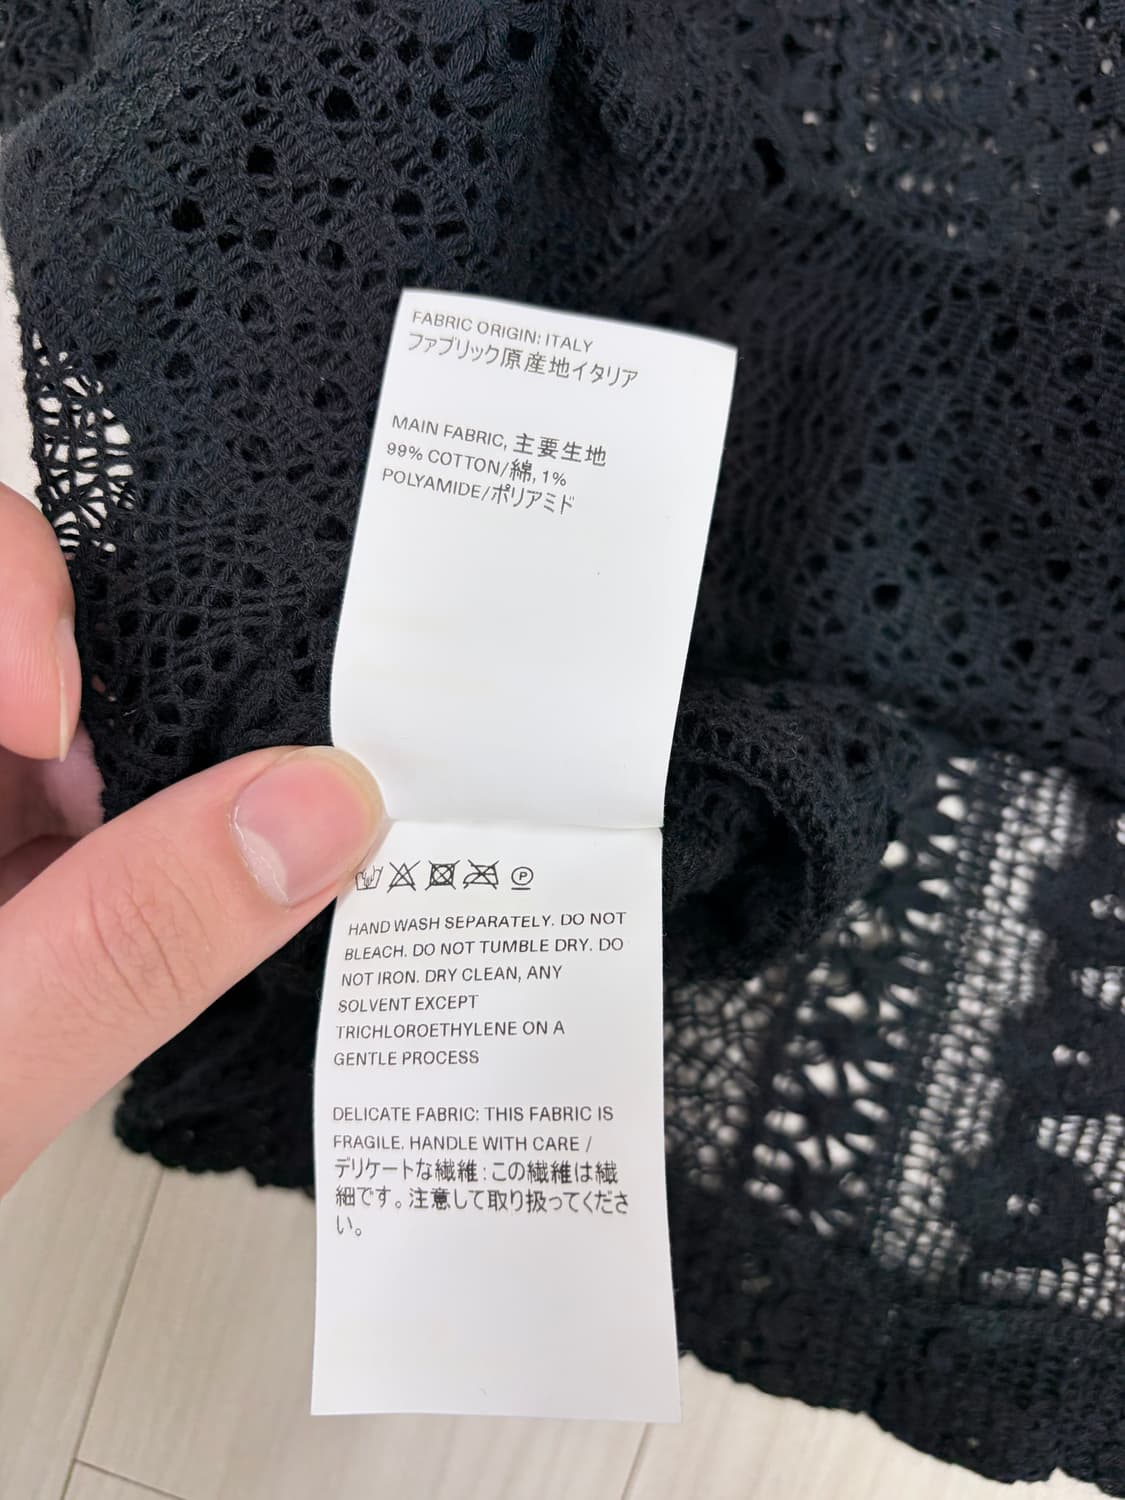 FABRIC ORIGIN: ITALY
ファブリック原産地イタリア
MAIN FABRIC, 主要生地
99% COTTON/綿, 1%
POLYAMIDE/ポリアミド
P
HAND WASH SEPARATELY. DO NOT
BLEACH. DO NOT TUMBLE DRY. DO
NOT IRON. DRY CLEAN, ANY
SOLVENT EXCEPT
TRICHLOROETHYLENE ON A
GENTLE PROCESS
DELICATE FABRIC: THIS FABRIC IS
FRAGILE. HANDLE WITH CARE /
デリケートな繊維：この繊維は繊
細です。注意して取り扱ってくださ
い。